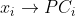 x_i → PC_i